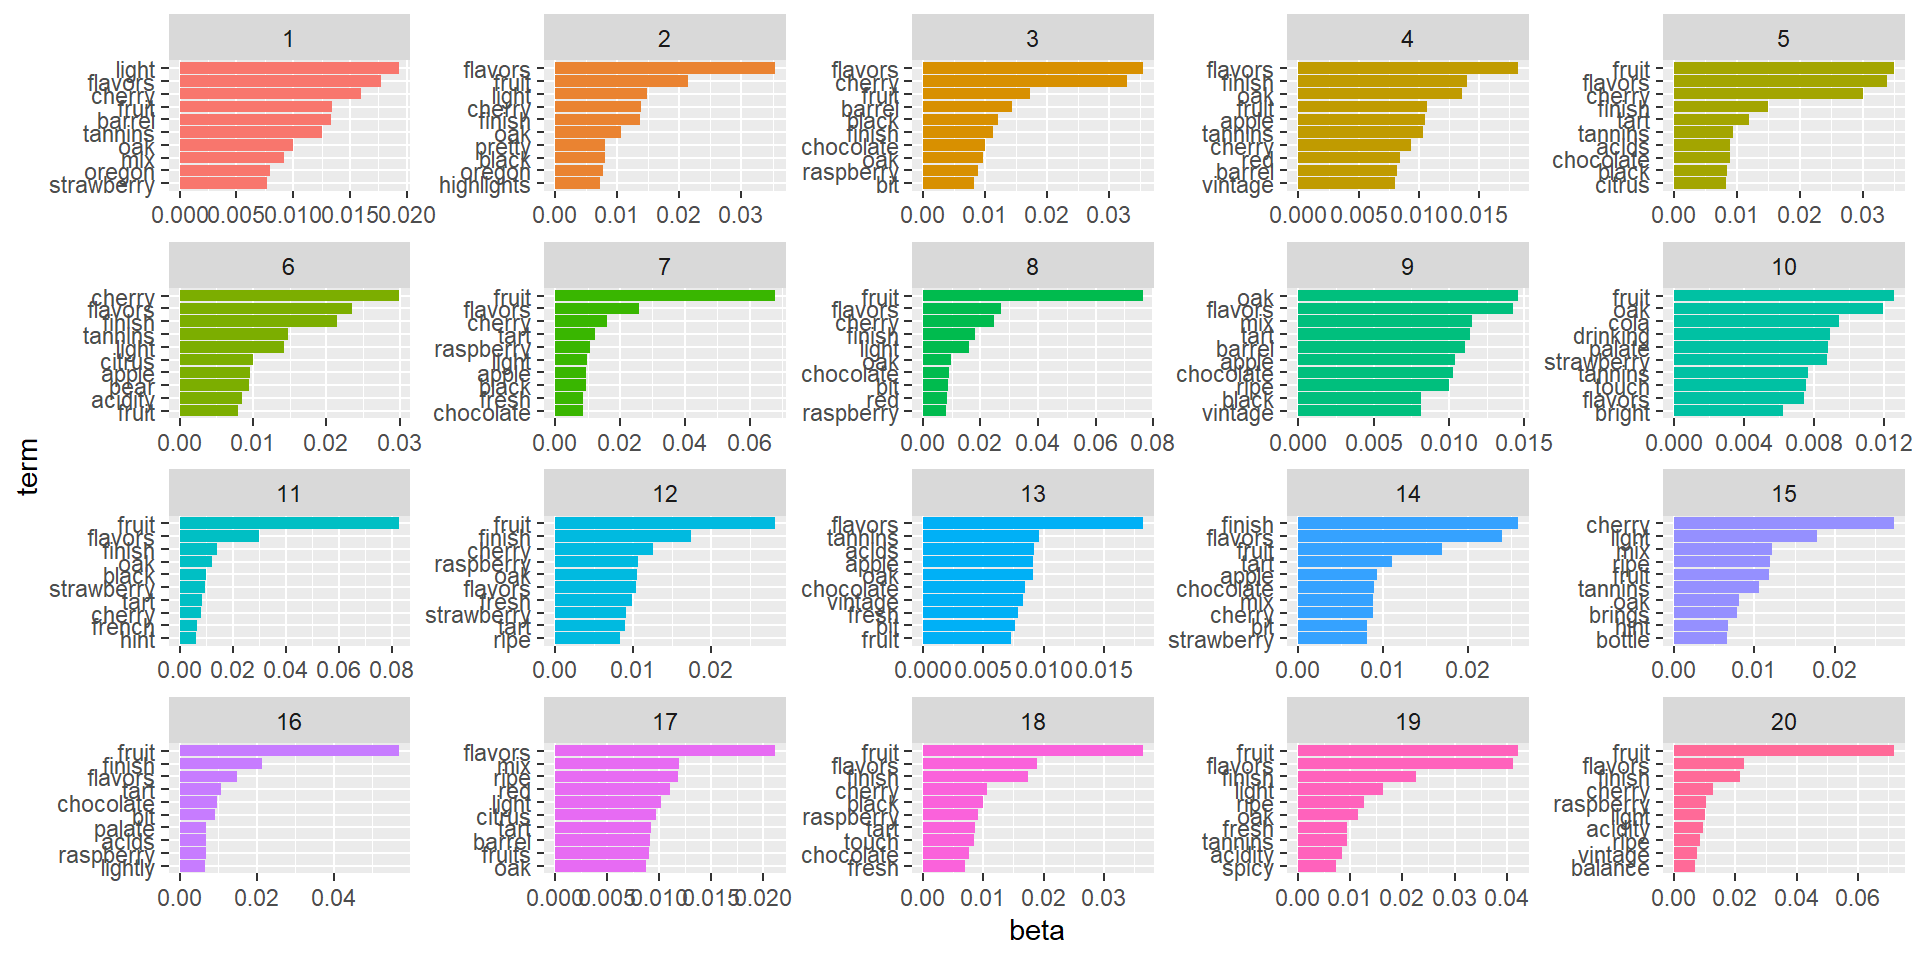 1
light
flavors
cherry
fruit
barrel
tannins
oak
mix
oregon
strawberry
0.000 0.005 0.010 0.015 0.020
2
flavors
fruit
light
cherry
finish
oak
pretty
black
oregon
highlights
0.00 0.01 0.02 0.03
3
flavors
cherry
fruit
barrel
black
finish
chocolate
oak
raspberry
bit
0.00 0.01 0.02 0.03
4
flavors
finish
oak
fruit
apple
tannins
cherry
red
barrel
vintage
0.000 0.005 0.010 0.015
5
fruit
flavors
cherry
finish
tart
tannins
acids
chocolate
black
citrus
0.00 0.01 0.02 0.03
6
cherry
flavors
finish
tannins
light
citrus
apple
pear
acidity
fruit
0.00 0.01 0.02 0.03
7
fruit
flavors
cherry
tart
raspberry
light
apple
black
fresh
chocolate
0.00 0.02 0.04 0.06
8
fruit
flavors
cherry
finish
light
oak
chocolate
bit
red
raspberry
0.00 0.02 0.04 0.06 0.08
9
oak
flavors
mix
tart
barrel
apple
chocolate
ripe
black
vintage
0.000 0.005 0.010 0.015
10
fruit
oak
cola
drinking
palate
strawberry
tannins
touch
flavors
bright
0.000 0.004 0.008 0.012
11
fruit
flavors
finish
oak
black
strawberry
tart
cherry
french
hint
0.00 0.02 0.04 0.06 0.08
12
fruit
finish
cherry
raspberry
oak
flavors
fresh
strawberry
tart
ripe
0.00 0.01 0.02
13
flavors
tannins
acids
apple
oak
chocolate
vintage
fresh
bit
fruit
0.000 0.005 0.010 0.015
14
finish
flavors
fruit
tart
apple
chocolate
mix
cherry
bit
strawberry
0.00 0.01 0.02
15
cherry
light
mix
ripe
fruit
tannins
oak
brings
hint
bottle
0.00 0.01 0.02
16
fruit
finish
flavors
tart
chocolate
bit
palate
acids
raspberry
lightly
0.00 0.02 0.04
17
flavors
mix
ripe
red
light
citrus
tart
barrel
fruits
oak
0.000 0.005 0.010 0.015 0.020
18
fruit
flavors
finish
cherry
black
raspberry
tart
touch
chocolate
fresh
0.00 0.01 0.02 0.03
19
fruit
flavors
finish
light
ripe
oak
fresh
tannins
acidity
spicy
0.00 0.01 0.02 0.03 0.04
20
fruit
flavors
finish
cherry
raspberry
light
acidity
ripe
vintage
balance
0.00 0.02 0.04 0.06
term
beta